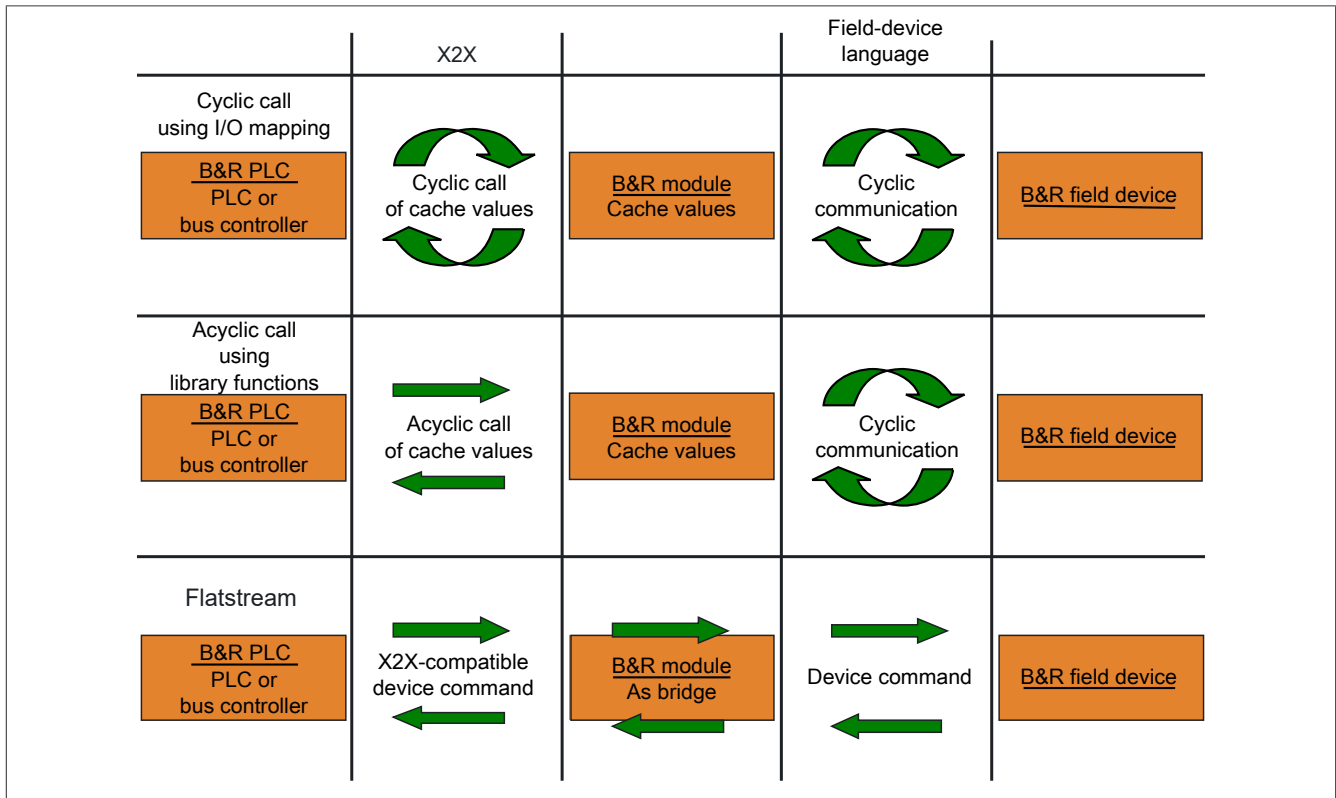 X2X
Field-device
language
Cyclic call
using I/O mapping
B&R PLC
PLC or
bus controller
Cyclic call
of cache values
B&R module
Cache values
Cyclic
communication
B&R field device
Acyclic call
using
library functions
B&R PLC
PLC or
bus controller
Acyclic call
of cache values
B&R module
Cache values
Cyclic
communication
B&R field device
Flatstream
B&R PLC
PLC or
bus controller
X2X-compatible
device command
B&R module
As bridge
Device command
B&R field device